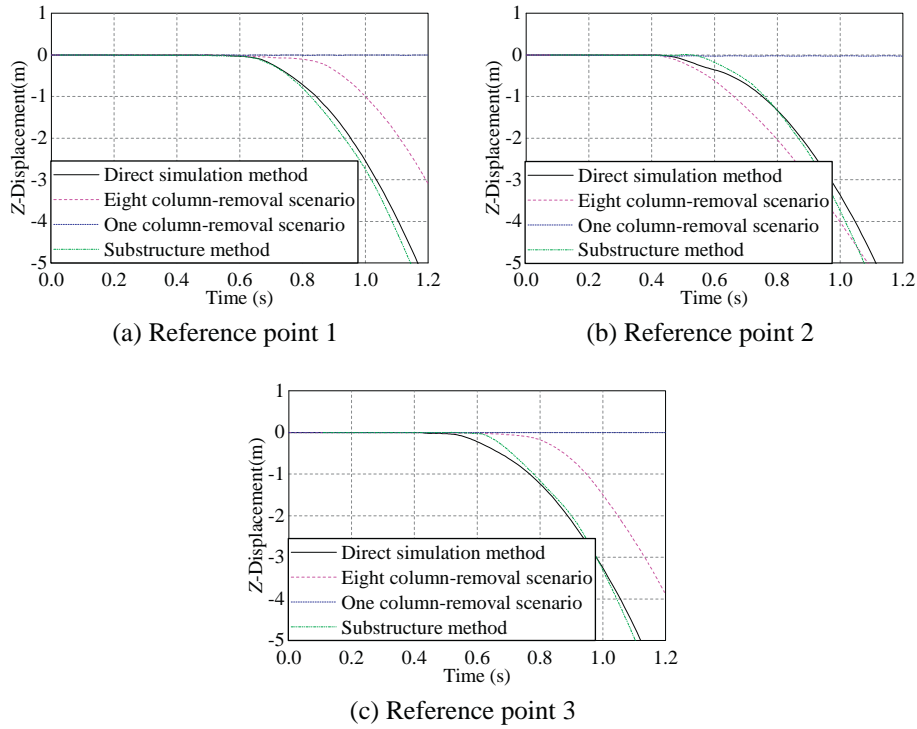 1
0
-1
-2
-3
-4
-5
Z-Displacement(m)
Direct simulation method
Eight column-removal scenario
One column-removal scenario
Substructure method
0.0 0.2 0.4 0.6 0.8 1.0 1.2
Time (s)
(a) Reference point 1
1
0
-1
-2
-3
-4
-5
Z-Displacement(m)
Direct simulation method
Eight column-removal scenario
One column-removal scenario
Substructure method
0.0 0.2 0.4 0.6 0.8 1.0 1.2
Time (s)
(b) Reference point 2
1
0
-1
-2
-3
-4
-5
Z-Displacement(m)
Direct simulation method
Eight column-removal scenario
One column-removal scenario
Substructure method
0.0 0.2 0.4 0.6 0.8 1.0 1.2
Time (s)
(c) Reference point 3